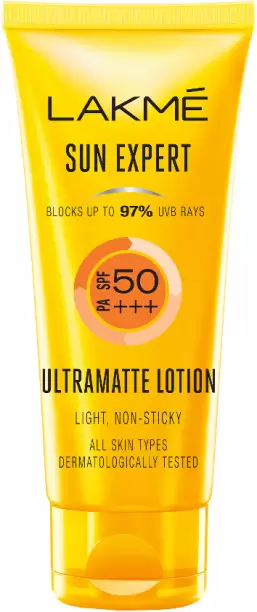 LAKMÉ
SUN EXPERT
BLOCKS UP TO 97% UVB RAYS
SPF 50
PA +++
ULTRAMATTE LOTION
LIGHT, NON-STICKY
ALL SKIN TYPES
DERMATOLOGICALLY TESTED